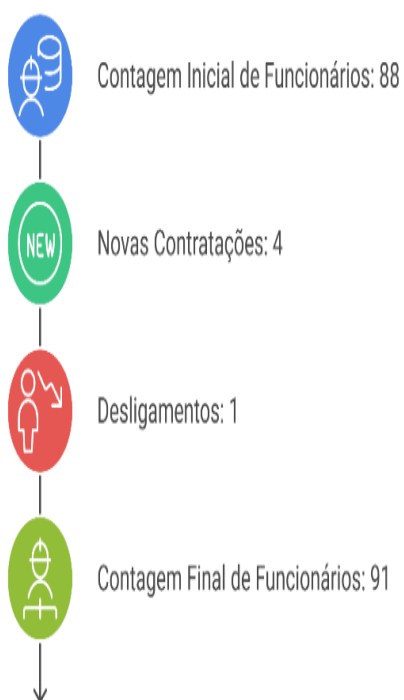 Contagem Inicial de Funcionários: 88
NEW
Novas Contratações: 4
Desligamentos: 1
Contagem Final de Funcionários: 91